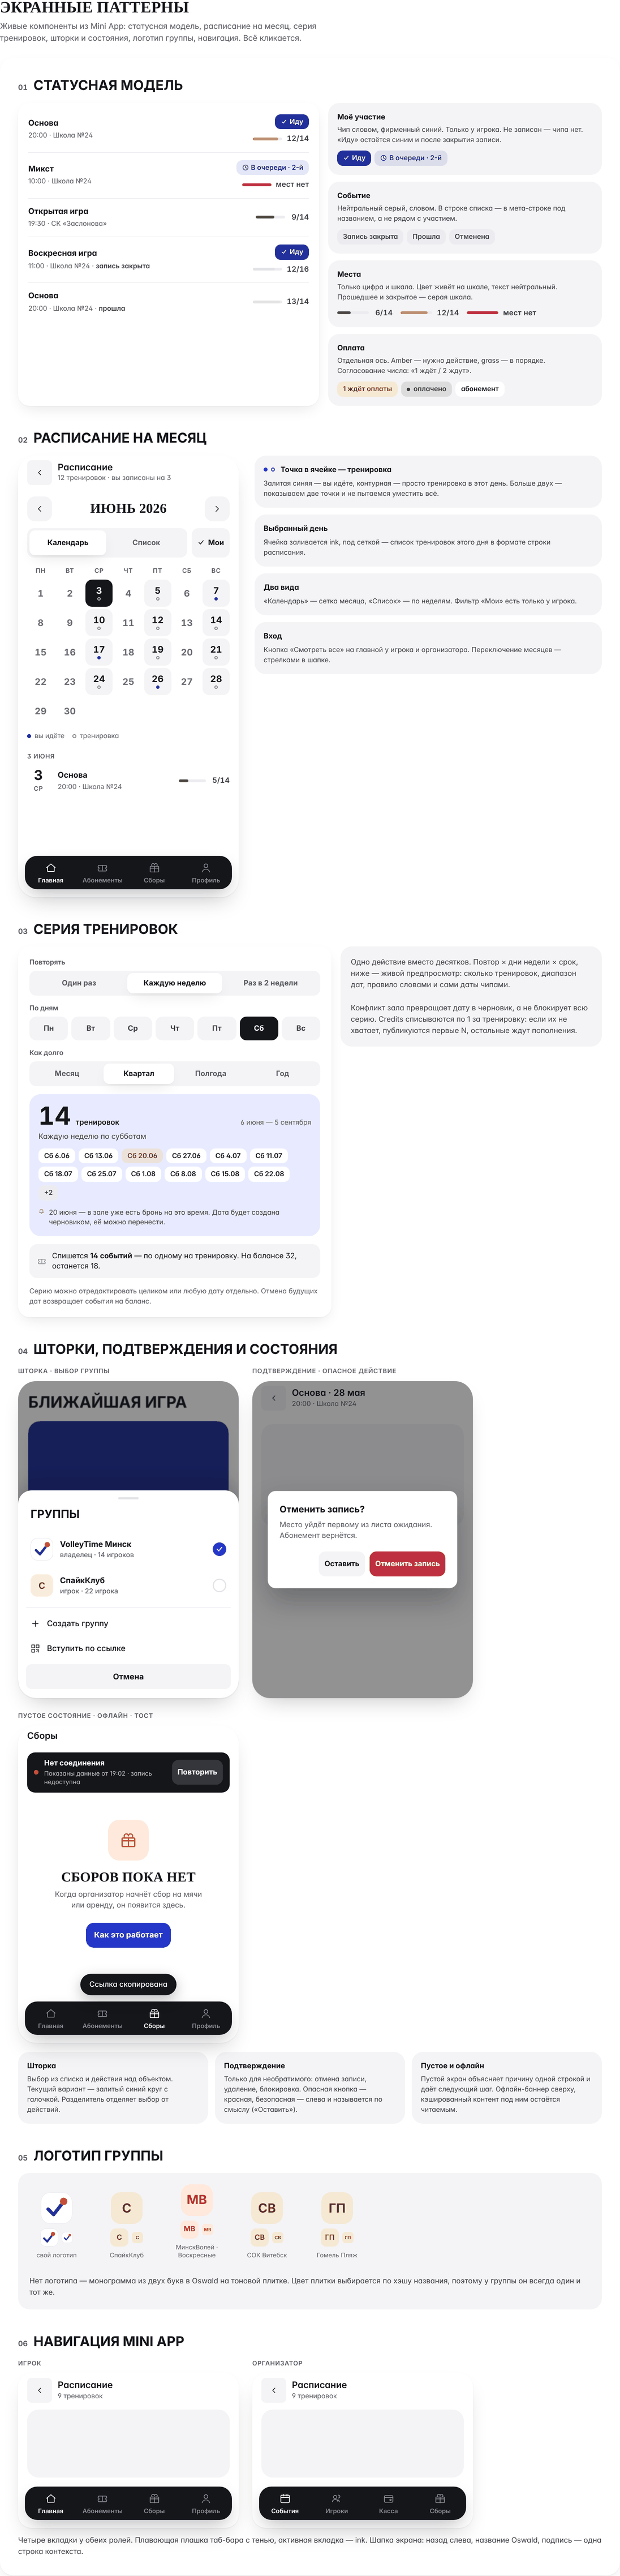 ЭКРАННЫЕ ПАТТЕРНЫ
Живые компоненты из Mini App: статусная модель, расписание на месяц, серия
тренировок, шторки и состояния, логотип группы, навигация. Всё кликается.
01 СТАТУСНАЯ МОДЕЛЬ
Основа
20:00 · Школа №24
Иду
12/14
Микст
10:00 · Школа №24
В очереди · 2-й
мест нет
Открытая игра
19:30 · СК «Заслонова»
9/14
Воскресная игра
11:00 · Школа №24 · запись закрыта
Иду
12/16
Основа
20:00 · Школа №24 · прошла
13/14
Моё участие
Чип словом, фирменный синий. Только у игрока. Не записан — чипа нет.
«Иду» остаётся синим и после закрытия записи.
Иду
В очереди · 2-й
Событие
Нейтральный серый, словом. В строке списка — в мета-строке под
названием, а не рядом с участием.
Запись закрыта
Прошла
Отменена
Места
Только цифра и шкала. Цвет живёт на шкале, текст нейтральный.
Прошедшее и закрытое — серая шкала.
6/14
12/14
мест нет
Оплата
Отдельная ось. Amber — нужно действие, grass — в порядке.
Согласование числа: «1 ждёт / 2 ждут».
1 ждёт оплаты
оплачено
абонемент
02 РАСПИСАНИЕ НА МЕСЯЦ
Расписание
12 тренировок · вы записаны на 3
ИЮНЬ 2026
Календарь
Список
Мои
ПН ВТ СР ЧТ ПТ СБ ВС
1 2 3 4 5 6 7
8 9 10 11 12 13 14
15 16 17 18 19 20 21
22 23 24 25 26 27 28
29 30
вы идёте
тренировка
3 ИЮНЯ
3
СР
Основа
20:00 · Школа №24
5/14
Главная
Абонементы
Сборы
Профиль
Точка в ячейке — тренировка
Залитая синяя — вы идёте, контурная — просто тренировка в этот день. Больше двух —
показываем две точки и не пытаемся уместить всё.
Выбранный день
Ячейка заливается ink, под сеткой — список тренировок этого дня в формате строки
расписания.
Два вида
«Календарь» — сетка месяца, «Список» — по неделям. Фильтр «Мои» есть только у игрока.
Вход
Кнопка «Смотреть все» на главной у игрока и организатора. Переключение месяцев —
стрелками в шапке.
03 СЕРИЯ ТРЕНИРОВОК
Повторять
Один раз
Каждую неделю
Раз в 2 недели
По дням
Пн Вт Ср Чт Пт Сб Вс
Как долго
Месяц
Квартал
Полгода
Год
14 тренировок
6 июня — 5 сентября
Каждую неделю по субботам
Сб 6.06 Сб 13.06 Сб 20.06 Сб 27.06 Сб 4.07 Сб 11.07
Сб 18.07 Сб 25.07 Сб 1.08 Сб 8.08 Сб 15.08 Сб 22.08
+2
20 июня — в зале уже есть бронь на это время. Дата будет создана
черновиком, её можно перенести.
Спишется 14 событий — по одному на тренировку. На балансе 32,
останется 18.
Серию можно отредактировать целиком или любую дату отдельно. Отмена будущих
дат возвращает события на баланс.
Одно действие вместо десятков. Повтор × дни недели × срок,
ниже — живой предпросмотр: сколько тренировок, диапазон
дат, правило словами и сами даты чипами.
Конфликт зала превращает дату в черновик, а не блокирует всю
серию. Credits списываются по 1 за тренировку: если их не
хватает, публикуются первые N, остальные ждут пополнения.
04 ШТОРКИ, ПОДТВЕРЖДЕНИЯ И СОСТОЯНИЯ
ШТОРКА · ВЫБОР ГРУППЫ
БЛИЖАЙШАЯ ИГРА
ГРУППЫ
VolleyTime Минск
владелец · 14 игроков
С
СпайкКлуб
игрок · 22 игрока
Создать группу
Вступить по ссылке
Отмена
ПОДТВЕРЖДЕНИЕ · ОПАСНОЕ ДЕЙСТВИЕ
Основа · 28 мая
20:00 · Школа №24
Отменить запись?
Место уйдёт первому из листа ожидания.
Абонемент вернётся.
Оставить
Отменить запись
ПУСТОЕ СОСТОЯНИЕ · ОФЛАЙН · ТОСТ
Сборы
Нет соединения
Показаны данные от 19:02 · запись
недоступна
Повторить
СБОРОВ ПОКА НЕТ
Когда организатор начнёт сбор на мячи
или аренду, он появится здесь.
Как это работает
Ссылка скопирована
Главная
Абонементы
Сборы
Профиль
Шторка
Выбор из списка и действия над объектом.
Текущий вариант — залитый синий круг с
галочкой. Разделитель отделяет выбор от
действий.
Подтверждение
Только для необратимого: отмена записи,
удаление, блокировка. Опасная кнопка —
красная, безопасная — слева и называется по
смыслу («Оставить»).
Пустое и офлайн
Пустой экран объясняет причину одной строкой и
даёт следующий шаг. Офлайн-баннер сверху,
кэшированный контент под ним остаётся
читаемым.
05 ЛОГОТИП ГРУППЫ
свой логотип
С
С С
СпайкКлуб
МВ
МВ МВ
МинскВолей ·
Воскресные
СВ
СВ СВ
СОК Витебск
ГП
ГП ГП
Гомель Пляж
Нет логотипа — монограмма из двух букв в Oswald на тоновой плитке. Цвет плитки выбирается по хэшу названия, поэтому у группы он всегда один и
тот же.
06 НАВИГАЦИЯ MINI APP
ИГРОК
Расписание
9 тренировок
Главная
Абонементы
Сборы
Профиль
ОРГАНИЗАТОР
Расписание
9 тренировок
События
Игроки
Касса
Сборы
Четыре вкладки у обеих ролей. Плавающая плашка таб-бара с тенью, активная вкладка — ink. Шапка экрана: назад слева, название Oswald, подпись — одна
строка контекста.